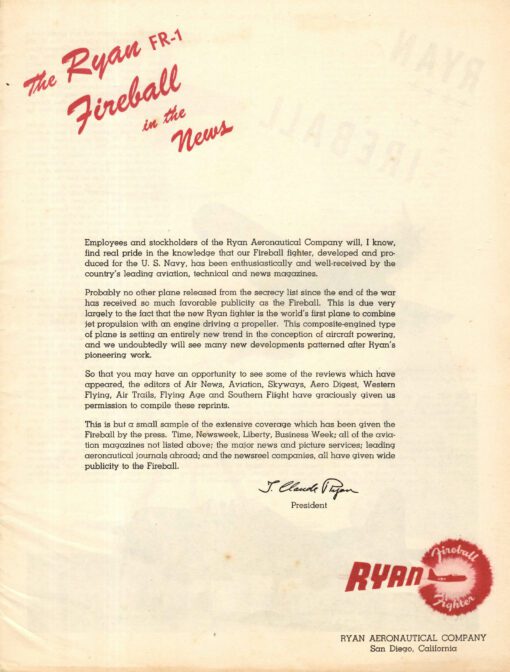 The Ryan FR-1
Fireball
in the
News
Employees and stockholders of the Ryan Aeronautical Company will, I know,
find real pride in the knowledge that our Fireball fighter, developed and pro-
duced for the U. S. Navy, has been enthusiastically and well-received by the
country's leading aviation, technical and news magazines.
Probably no other plane released from the secrecy list since the end of the war
has received so much favorable publicity as the Fireball. This is due very
largely to the fact that the new Ryan fighter is the world's first plane to combine
jet propulsion with an engine driving a propeller. This composite-engined type
of plane is setting an entirely new trend in the conception of aircraft powering,
and we undoubtedly will see many new developments patterned after Ryan's
pioneering work.
So that you may have an opportunity to see some of the reviews which have
appeared, the editors of Air News, Aviation, Skyways, Aero Digest, Western
Flying, Air Trails, Flying Age and Southern Flight have graciously given us
permission to compile these reprints.
This is but a small sample of the extensive coverage which has been given the
Fireball by the press. Time, Newsweek, Liberty, Business Week; all of the avia-
tion magazines not listed above; the major news and picture services; leading
aeronautical journals abroad; and the newsreel companies, all have given wide
publicity to the Fireball.
T. Claude Ryan
President
Fireball
RYAN
Fighter
RYAN AERONAUTICAL COMPANY
San Diego, California
RYAN
FIREBALL